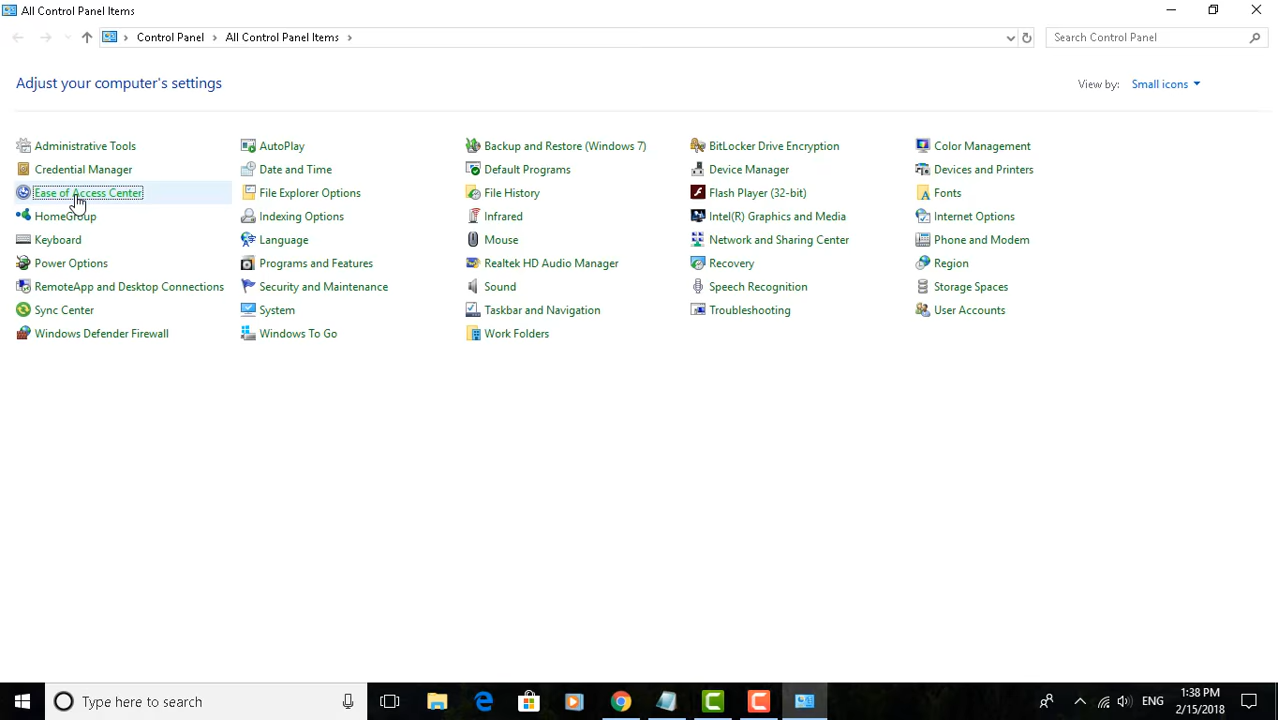 All Control Panel Items
Control Panel All Control Panel Items
Search Control Panel
Adjust your computer's settings
View by: Small icons
Administrative Tools AutoPlay Backup and Restore (Windows 7) BitLocker Drive Encryption Color Management
Credential Manager Date and Time Default Programs Device Manager Devices and Printers
Ease of Access Center File Explorer Options File History Flash Player (32-bit) Fonts
HomeGroup Indexing Options Infrared Intel(R) Graphics and Media Internet Options
Keyboard Language Mouse Network and Sharing Center Phone and Modem
Power Options Programs and Features Realtek HD Audio Manager Recovery Region
RemoteApp and Desktop Connections Security and Maintenance Sound Speech Recognition Storage Spaces
Sync Center System Taskbar and Navigation Troubleshooting User Accounts
Windows Defender Firewall Windows To Go Work Folders
Type here to search
ENG
1:38 PM
2/15/2018